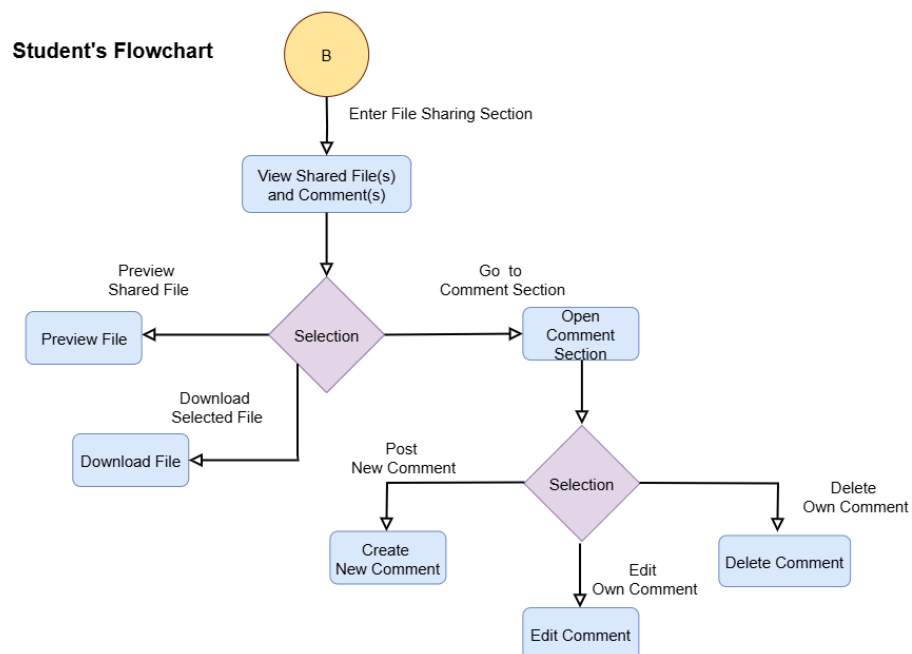 Student's Flowchart
B
Enter File Sharing Section
View Shared File(s)
and Comment(s)
Preview
Shared File
Go to
Comment Section
Preview File
Selection
Open
Comment
Section
Download
Selected File
Download File
Post
New Comment
Selection
Delete
Own Comment
Create
New Comment
Edit
Own Comment
Delete Comment
Edit Comment